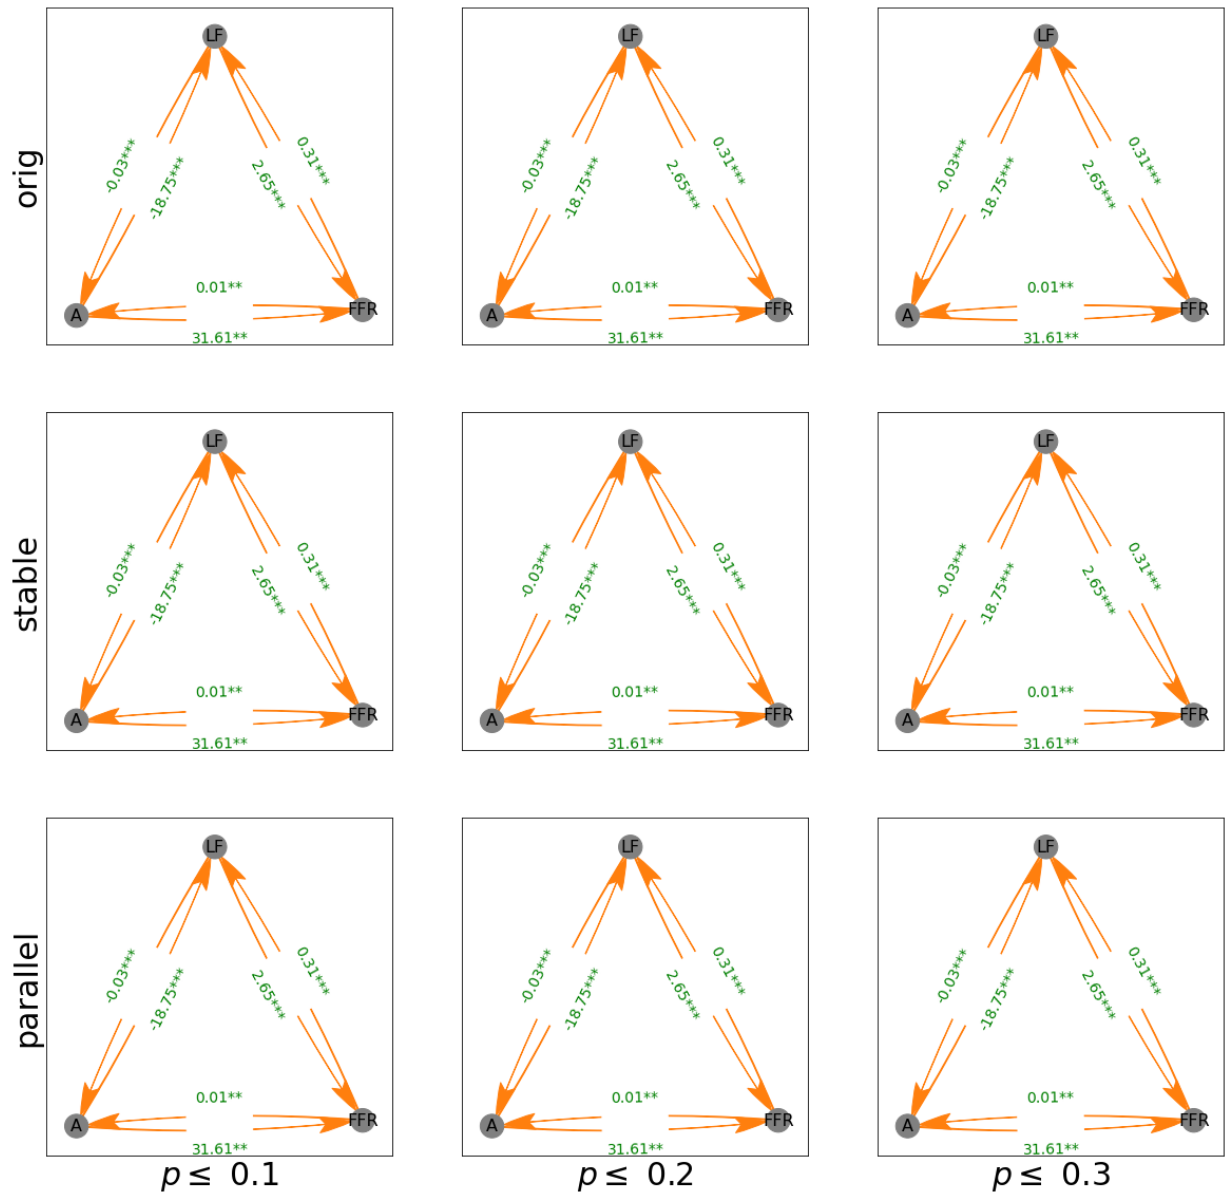 LF
LF
LF
orig
-0.03***
-18.75***
2.65***
0.31***
-0.03***
-18.75***
2.65***
0.31***
-0.03***
-18.75***
2.65***
0.31***
0.01**
0.01**
0.01**
A
FFR
A
FFR
A
FFR
31.61**
31.61**
31.61**
LF
LF
LF
stable
-0.03***
-18.75***
2.65***
0.31***
-0.03***
-18.75***
2.65***
0.31***
-0.03***
-18.75***
2.65***
0.31***
0.01**
0.01**
0.01**
A
FFR
A
FFR
A
FFR
31.61**
31.61**
31.61**
LF
LF
LF
parallel
-0.03***
-18.75***
2.65***
0.31***
-0.03***
-18.75***
2.65***
0.31***
-0.03***
-18.75***
2.65***
0.31***
0.01**
0.01**
0.01**
A
FFR
A
FFR
A
FFR
31.61**
31.61**
31.61**
p ≤ 0.1
p ≤ 0.2
p ≤ 0.3